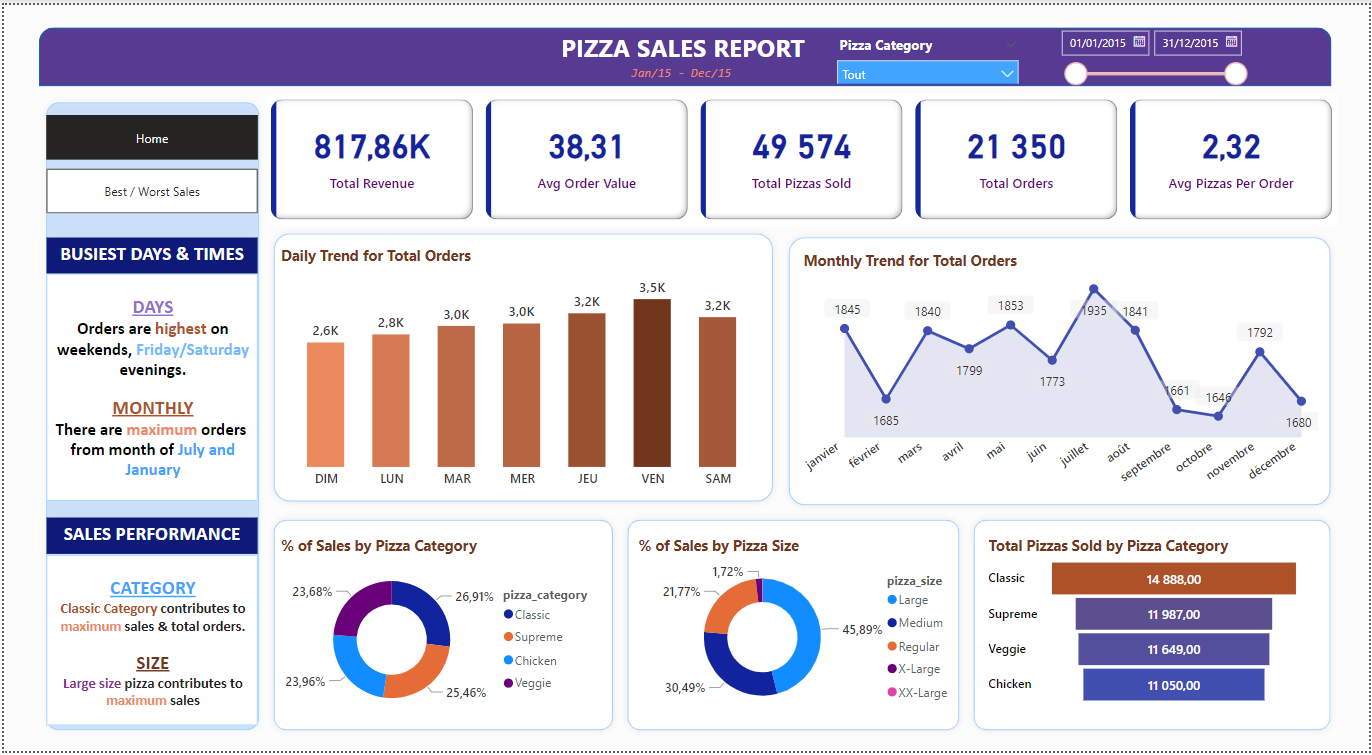 PIZZA SALES REPORT
Jan/15 - Dec/15
Pizza Category
Tout
01/01/2015
31/12/2015
Home
Best / Worst Sales
BUSIEST DAYS & TIMES
DAYS
Orders are highest on
weekends, Friday/Saturday
evenings.
MONTHLY
There are maximum orders
from month of July and
January
SALES PERFORMANCE
CATEGORY
Classic Category contributes to
maximum sales & total orders.
SIZE
Large size pizza contributes to
maximum sales
817,86K
Total Revenue
38,31
Avg Order Value
49 574
Total Pizzas Sold
21 350
Total Orders
2,32
Avg Pizzas Per Order
Daily Trend for Total Orders
2,6K
2,8K
3,0K
3,0K
3,2K
3,5K
3,2K
DIM
LUN
MAR
MER
JEU
VEN
SAM
Monthly Trend for Total Orders
1845
1685
1840
1799
1853
1773
1935
1841
1661
1646
1792
1680
janvier
février
mars
avril
mai
juin
juillet
août
septembre
octobre
novembre
décembre
% of Sales by Pizza Category
23,68%
26,91%
23,96%
25,46%
pizza_category
Classic
Supreme
Chicken
Veggie
% of Sales by Pizza Size
1,72%
21,77%
45,89%
30,49%
pizza_size
Large
Medium
Regular
X-Large
XX-Large
Total Pizzas Sold by Pizza Category
Classic
14 888,00
Supreme
11 987,00
Veggie
11 649,00
Chicken
11 050,00